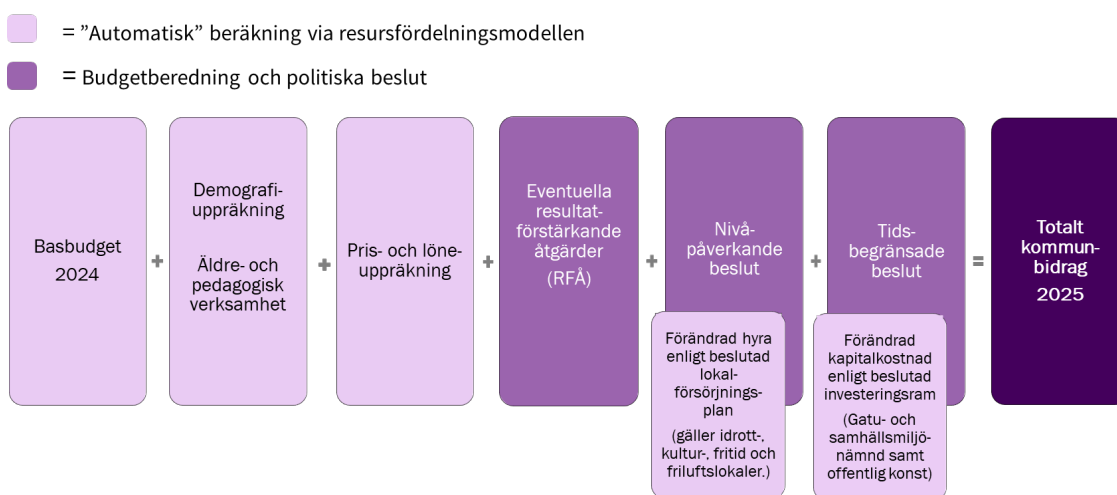 = ”Automatisk” beräkning via resursfördelningsmodellen
= Budgetberedning och politiska beslut
Basbudget
2024
+
Demografi-
uppräkning
Äldre- och
pedagogisk
verksamhet
+
Pris- och löne-
uppräkning
+
Eventuella
resultat-
förstärkande
åtgärder
(RFÅ)
+
Nivå-
påverkande
beslut
Förändrad hyra
enligt beslutad
lokal-
försörjnings-
plan
(gäller idrott-,
kultur-, fritid och
friluftslokaler.)
+
Tids-
begränsade
beslut
Förändrad
kapitalkostnad
enligt beslutad
investeringsram
(Gatu- och
samhällsmiljö-
nämnd samt
offentlig konst)
=
Totalt
kommun-
bidrag
2025